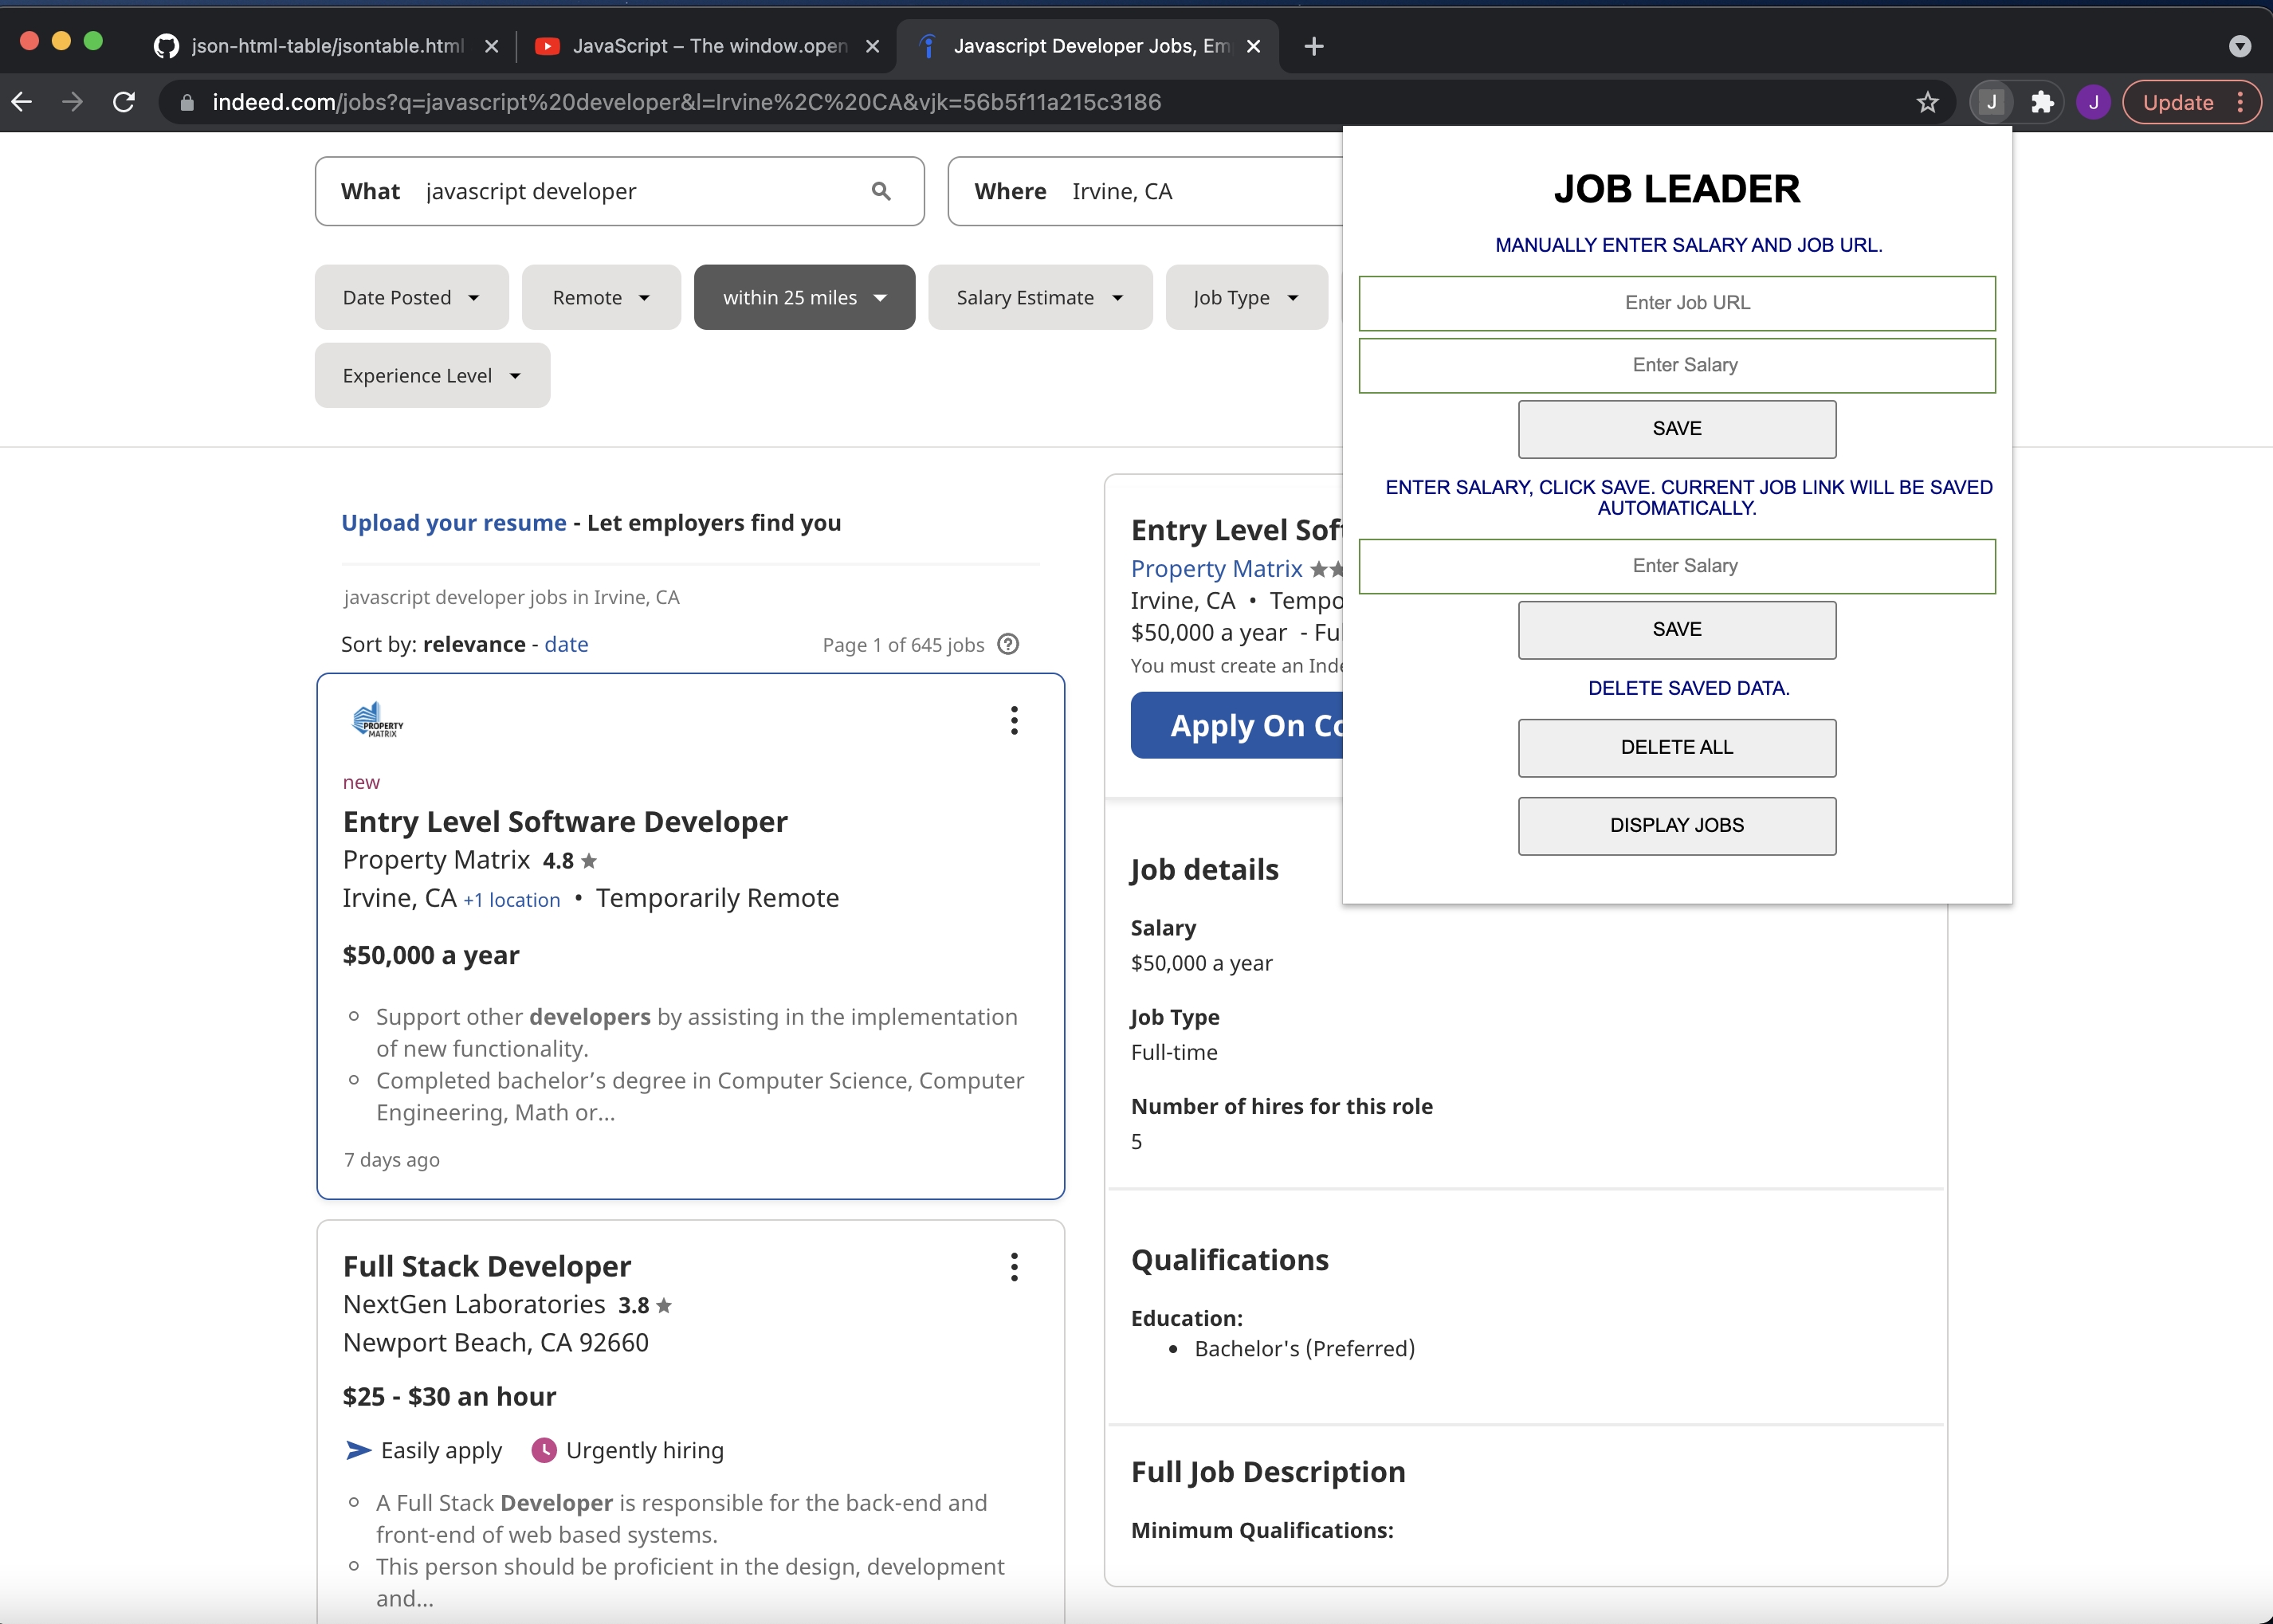 json-html-table/jsontable.html
JavaScript – The window.open
Javascript Developer Jobs, Em
indeed.com/jobs?q=javascript%20developer&l=Irvine%2C%20CA&vjk=56b5f11a215c3186
J
J
Update
What javascript developer
Where Irvine, CA
Date Posted
Remote
within 25 miles
Salary Estimate
Job Type
Experience Level
Upload your resume - Let employers find you
javascript developer jobs in Irvine, CA
Sort by: relevance - date
Page 1 of 645 jobs
PROPERTY
MATRIX
new
Entry Level Software Developer
Property Matrix 4.8
Irvine, CA +1 location • Temporarily Remote
$50,000 a year
Support other developers by assisting in the implementation
of new functionality.
Completed bachelor’s degree in Computer Science, Computer
Engineering, Math or...
7 days ago
Full Stack Developer
NextGen Laboratories 3.8
Newport Beach, CA 92660
$25 - $30 an hour
Easily apply
Urgently hiring
A Full Stack Developer is responsible for the back-end and
front-end of web based systems.
This person should be proficient in the design, development
and...
Entry Level Soft
Property Matrix
Irvine, CA • Tempo
$50,000 a year - Fu
You must create an Inde
Apply On Co
Job details
Salary
$50,000 a year
Job Type
Full-time
Number of hires for this role
5
Qualifications
Education:
• Bachelor's (Preferred)
Full Job Description
Minimum Qualifications:
JOB LEADER
MANUALLY ENTER SALARY AND JOB URL.
Enter Job URL
Enter Salary
SAVE
ENTER SALARY, CLICK SAVE. CURRENT JOB LINK WILL BE SAVED
AUTOMATICALLY.
Enter Salary
SAVE
DELETE SAVED DATA.
DELETE ALL
DISPLAY JOBS